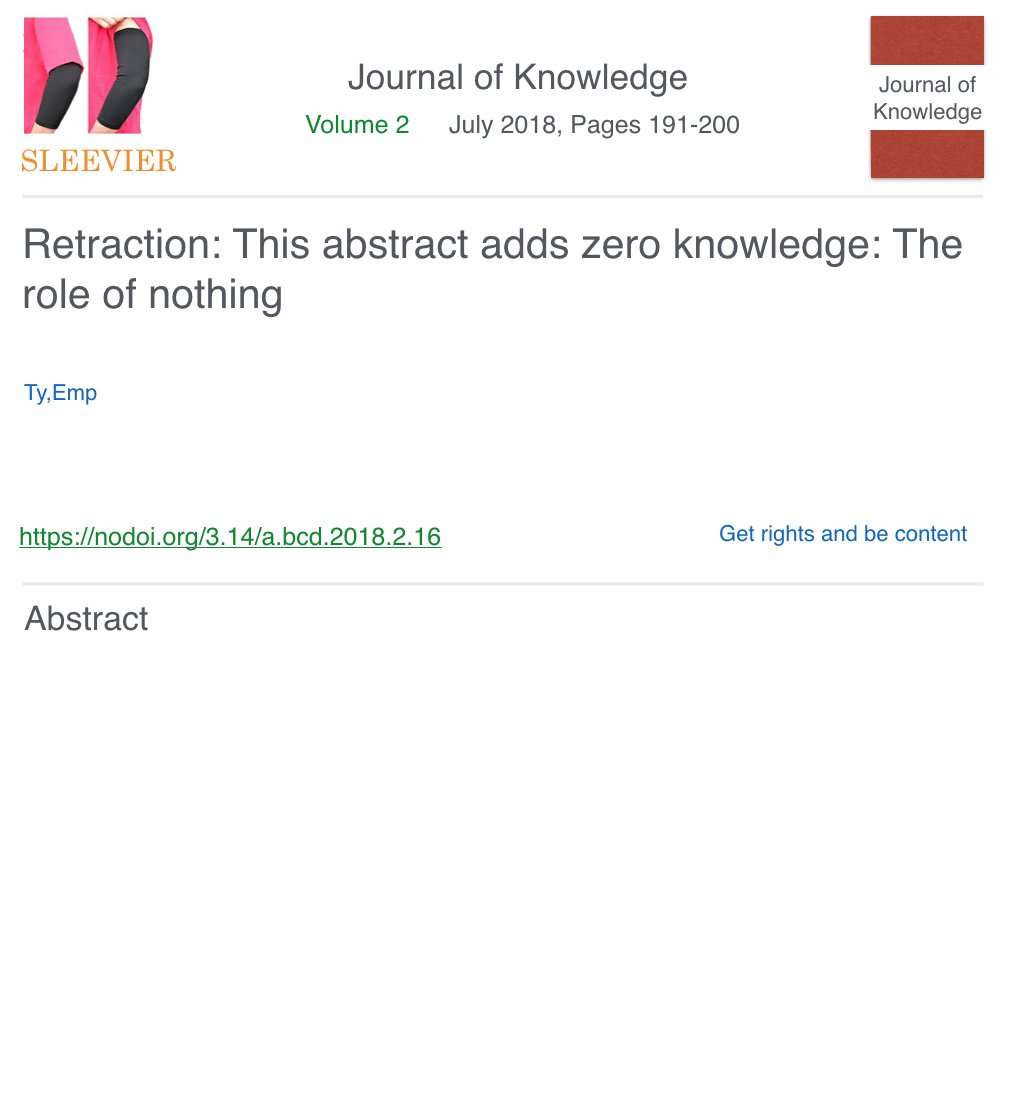 SLEEVIER
Journal of Knowledge
Volume 2 July 2018, Pages 191-200
Journal of
Knowledge
Retraction: This abstract adds zero knowledge: The
role of nothing
Ty,Emp
https://nodoi.org/3.14/a.bcd.2018.2.16
Get rights and be content
Abstract